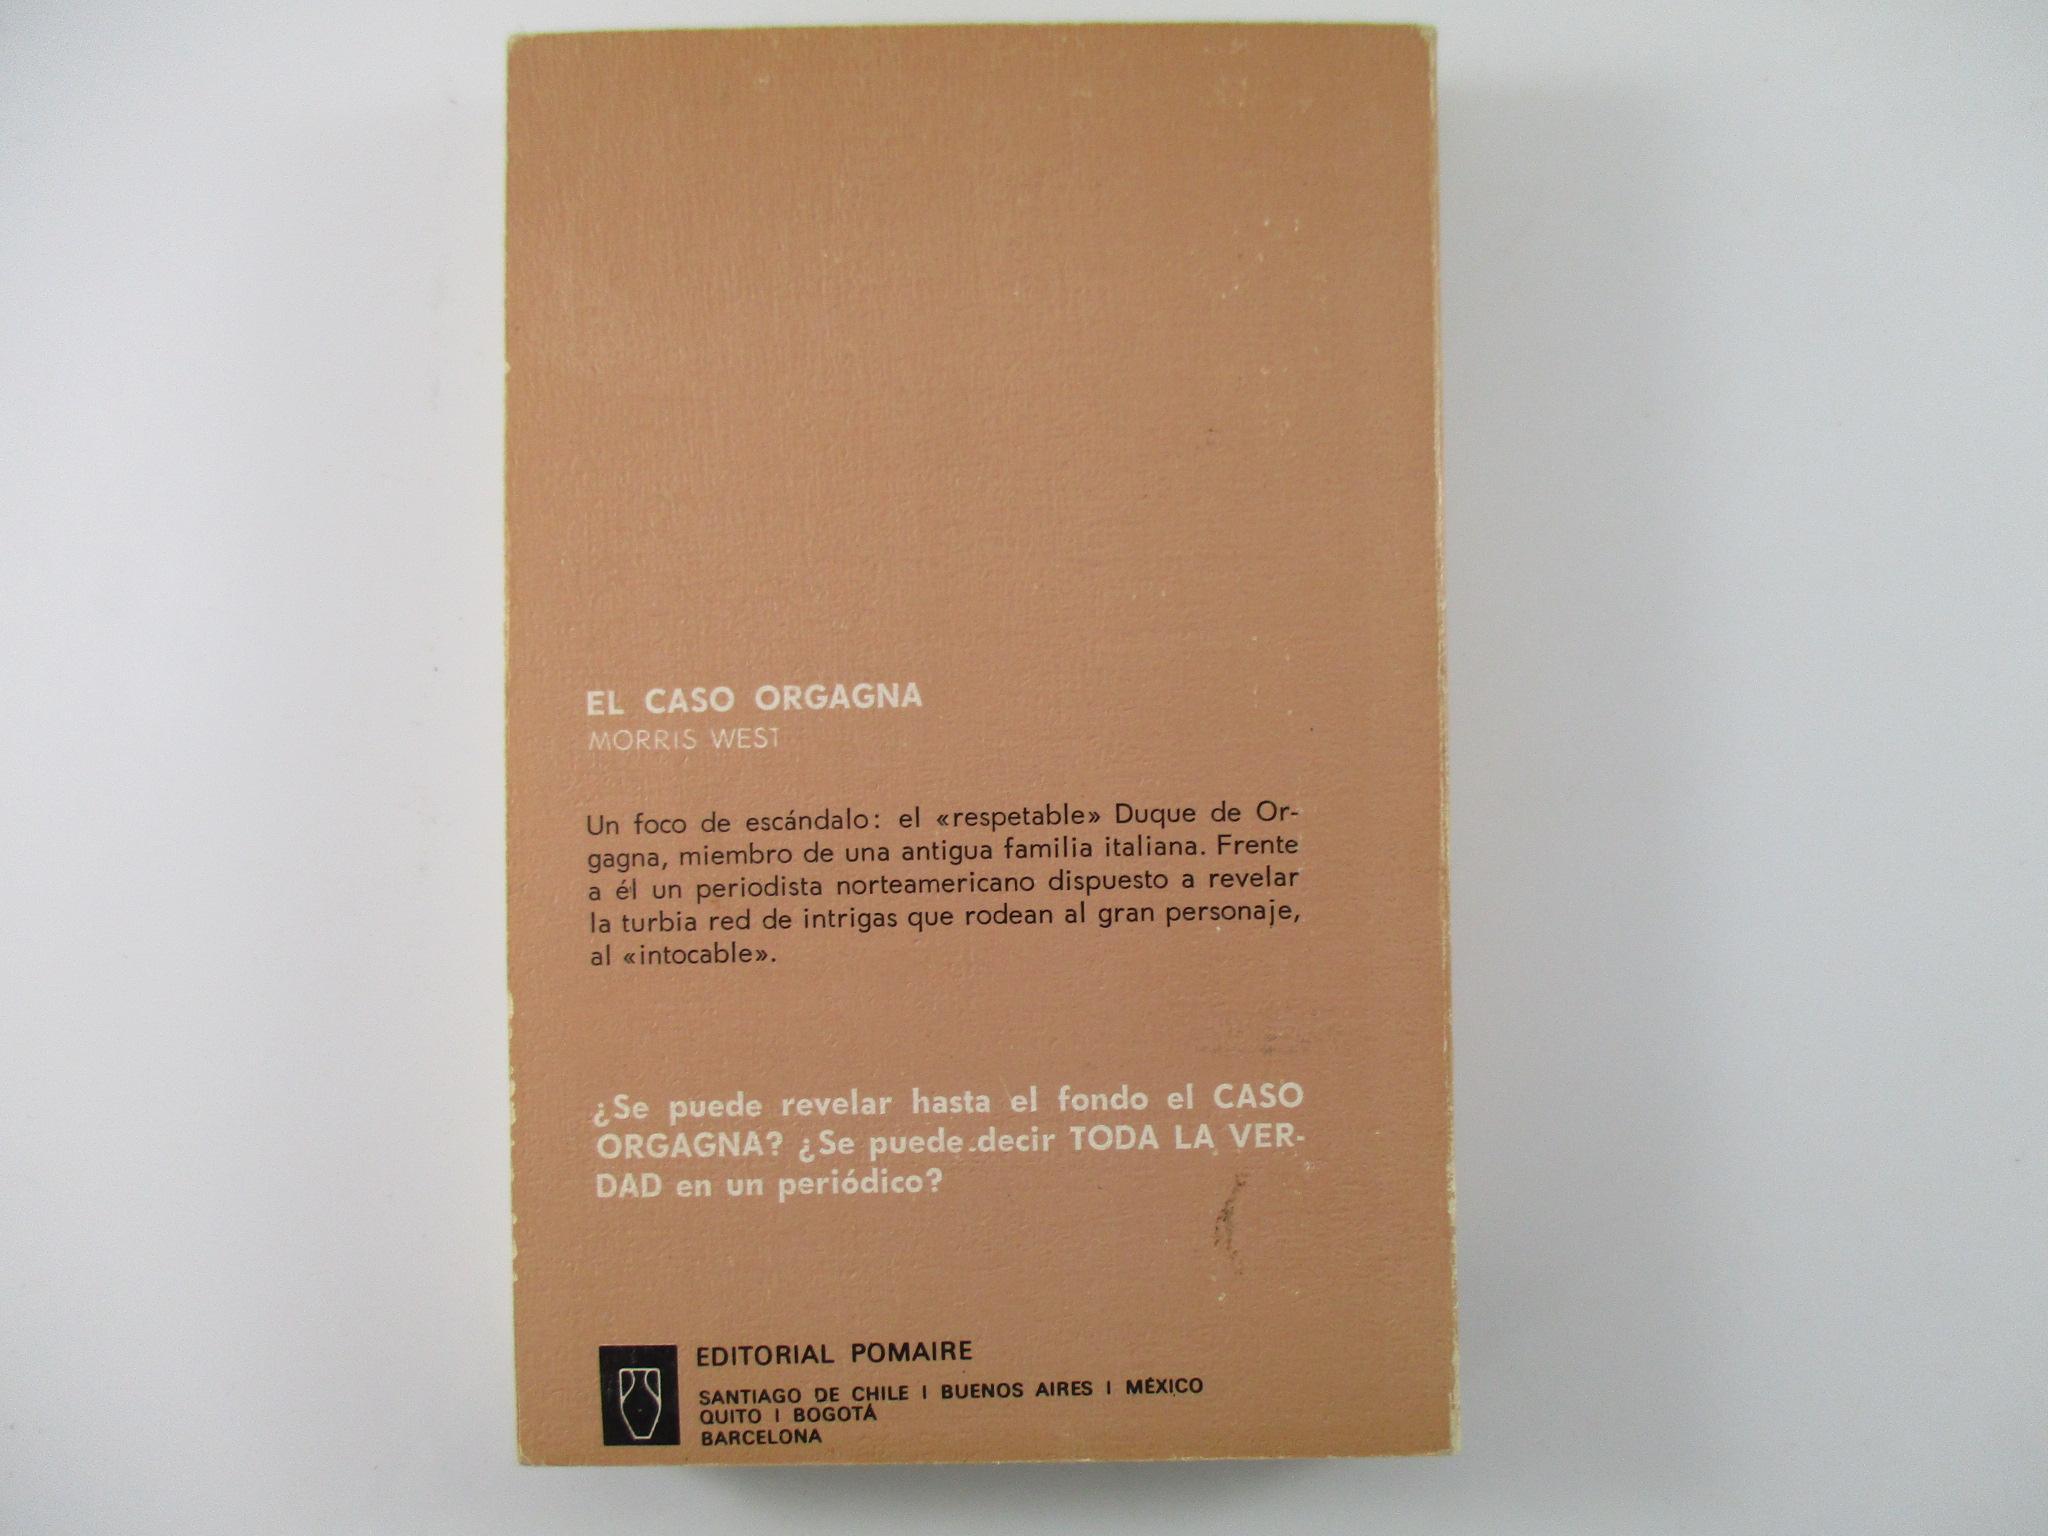 EL CASO ORGAGNA
MORRIS WEST
Un foco de escándalo: el «respetable» Duque de Or-
gagna, miembro de una antigua familia italiana. Frente
a él un periodista norteamericano dispuesto a revelar
la turbia red de intrigas que rodean al gran personaje,
al «intocable».
¿Se puede revelar hasta el fondo el CASO
ORGAGNA? ¿Se puede decir TODA LA VER-
DAD en un periódico?
EDITORIAL POMAIRE
SANTIAGO DE CHILE | BUENOS AIRES | MÉXICO
QUITO | BOGOTÁ
BARCELONA